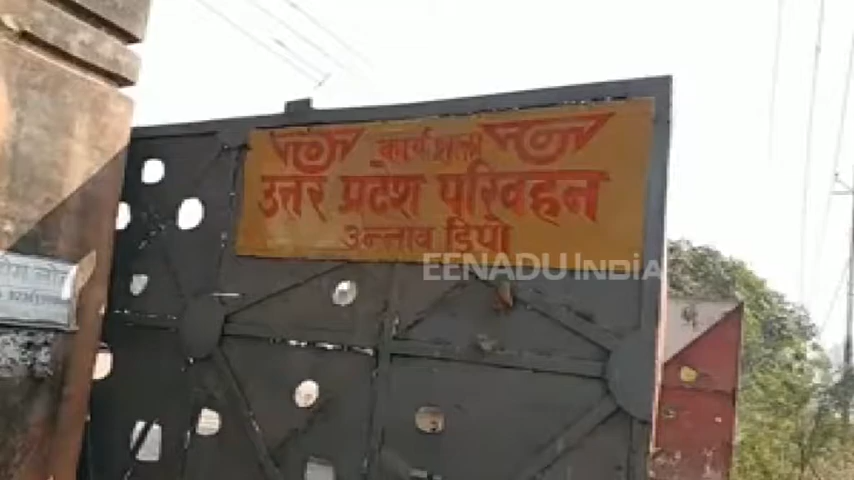 कार्यशाला
उत्तर प्रदेश परिवहन
उन्नाव डिपो
EENADU INDIA